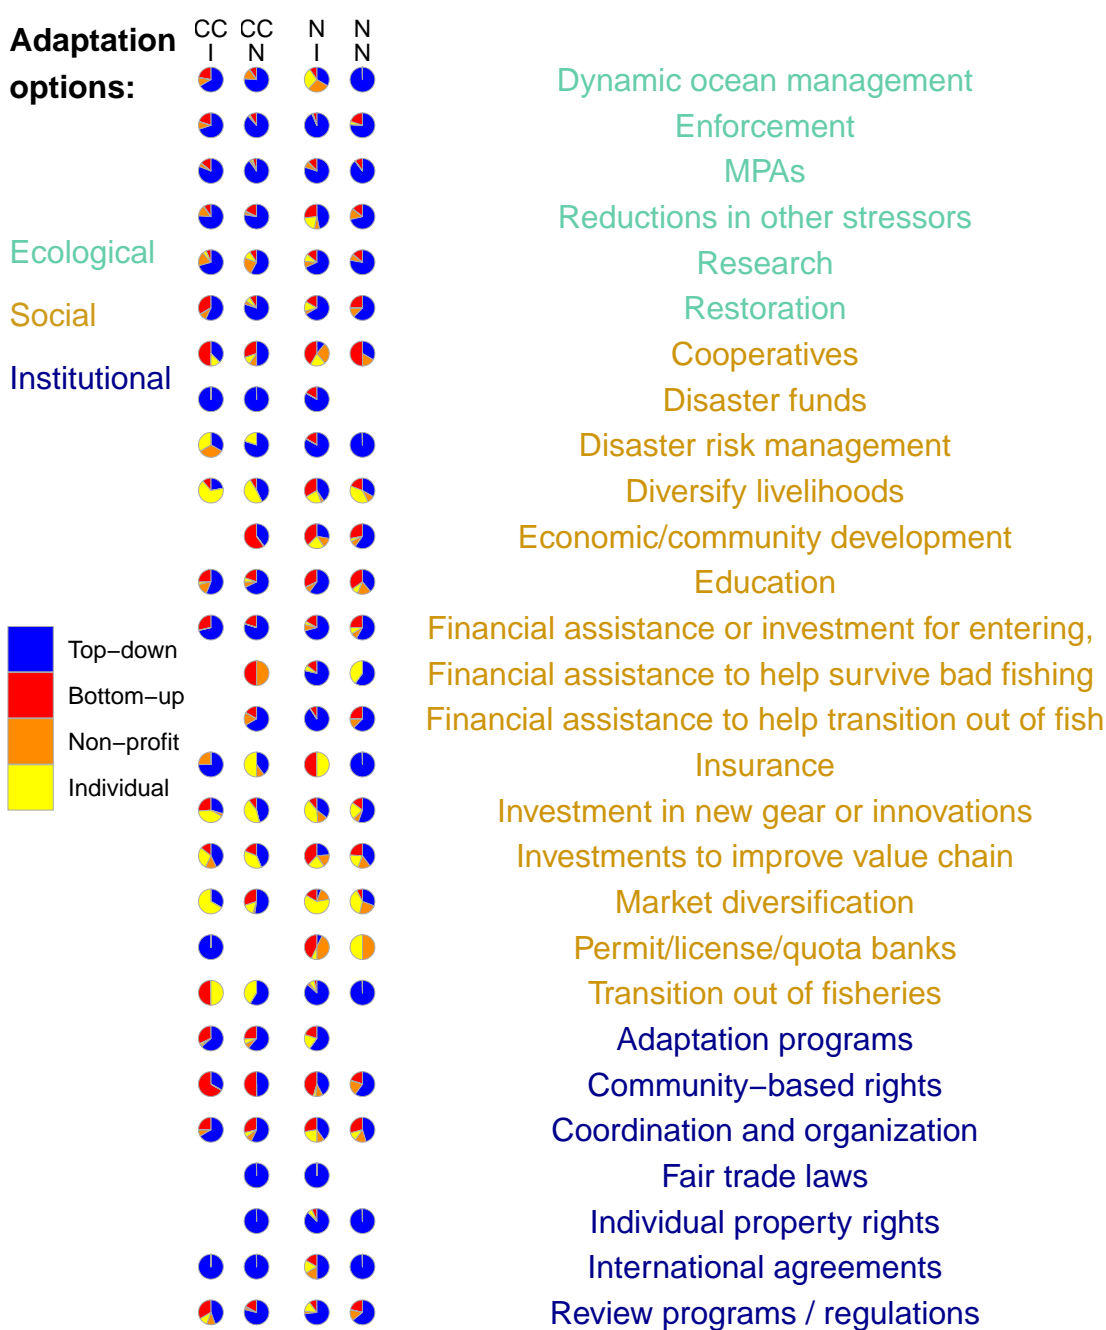 Adaptation
options:
CC CC N N
I N I N
Dynamic ocean management
Enforcement
MPAs
Reductions in other stressors
Ecological
Research
Social
Restoration
Cooperatives
Institutional
Disaster funds
Disaster risk management
Diversify livelihoods
Economic/community development
Education
Financial assistance or investment for entering,
Top−down
Financial assistance to help survive bad fishing
Bottom−up
Financial assistance to help transition out of fish
Non−profit
Insurance
Individual
Investment in new gear or innovations
Investments to improve value chain
Market diversification
Permit/license/quota banks
Transition out of fisheries
Adaptation programs
Community−based rights
Coordination and organization
Fair trade laws
Individual property rights
International agreements
Review programs / regulations